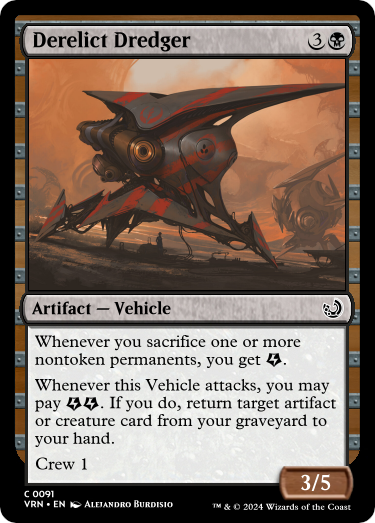 Derelict Dredger 3
Artifact — Vehicle
Whenever you sacrifice one or more
nontoken permanents, you get .
Whenever this Vehicle attacks, you may
pay . If you do, return target artifact
or creature card from your graveyard to
your hand.
Crew 1
3/5
C 0091
VRN • EN Alejandro Burdisio
™ & © 2024 Wizards of the Coast